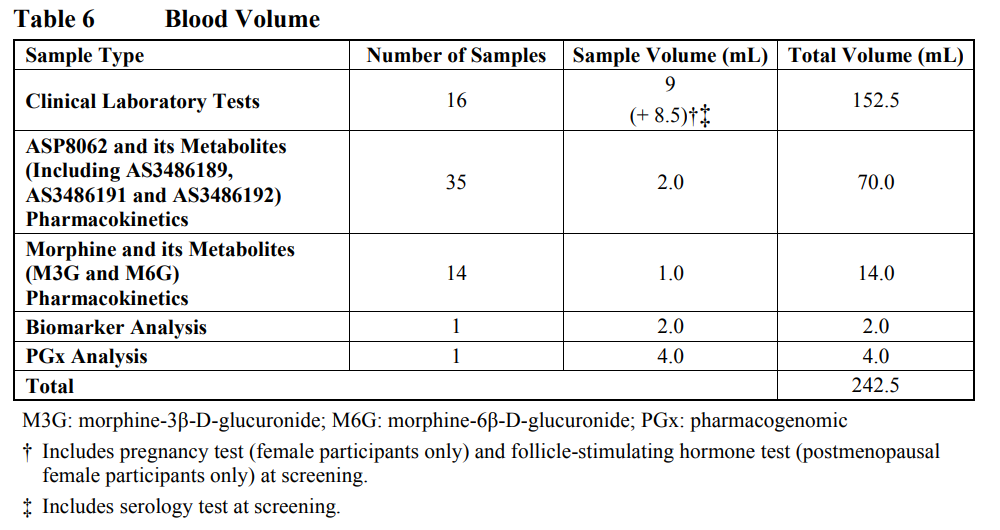 Table 6 Blood Volume
Sample Type Number of Samples Sample Volume (mL) Total Volume (mL)
Clinical Laboratory Tests 16 9 (+ 8.5)†‡ 152.5
ASP8062 and its Metabolites
(Including AS3486189,
AS3486191 and AS3486192)
Pharmacokinetics 35 2.0 70.0
Morphine and its Metabolites
(M3G and M6G)
Pharmacokinetics 14 1.0 14.0
Biomarker Analysis 1 2.0 2.0
PGx Analysis 1 4.0 4.0
Total 242.5
M3G: morphine-3β-D-glucuronide; M6G: morphine-6β-D-glucuronide; PGx: pharmacogenomic
† Includes pregnancy test (female participants only) and follicle-stimulating hormone test (postmenopausal
female participants only) at screening.
‡ Includes serology test at screening.